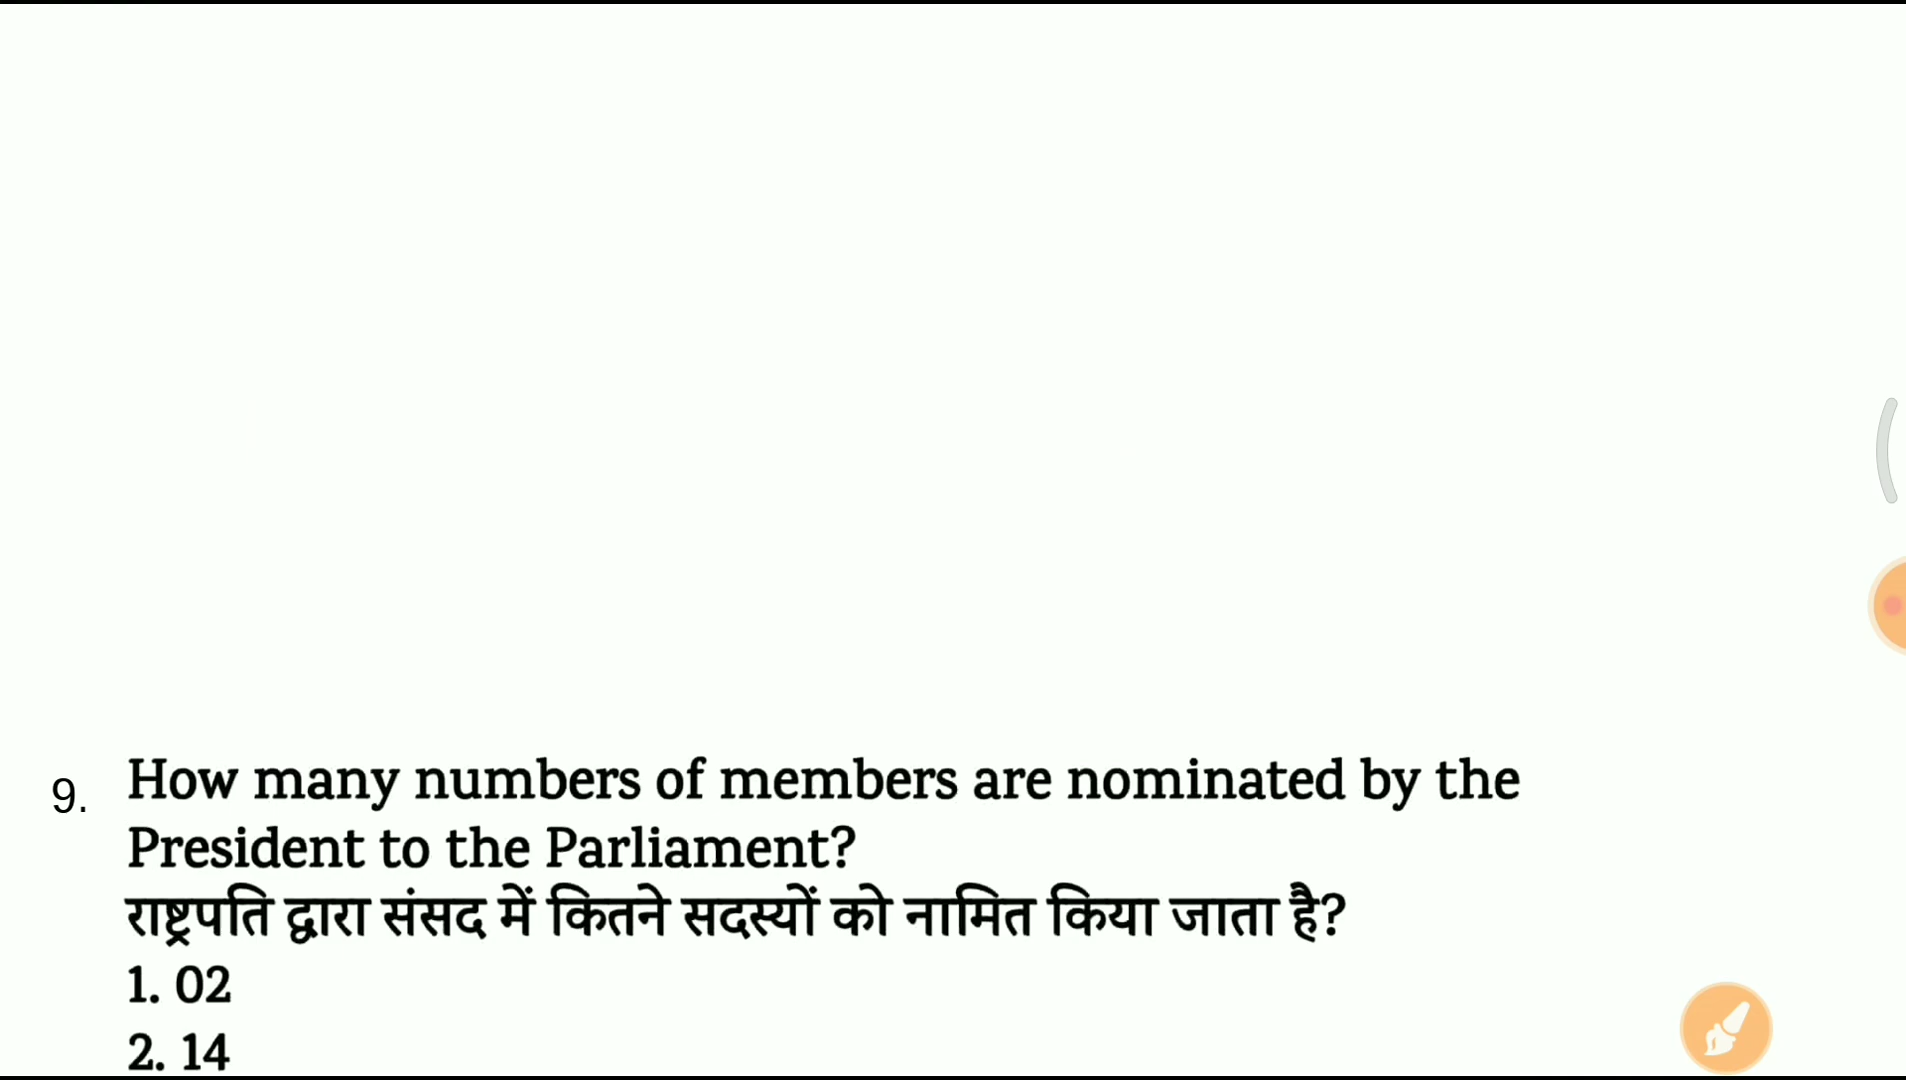 9. How many numbers of members are nominated by the
President to the Parliament?
राष्ट्रपति द्वारा संसद में कितने सदस्यों को नामित किया जाता है?
1. 02
2. 14